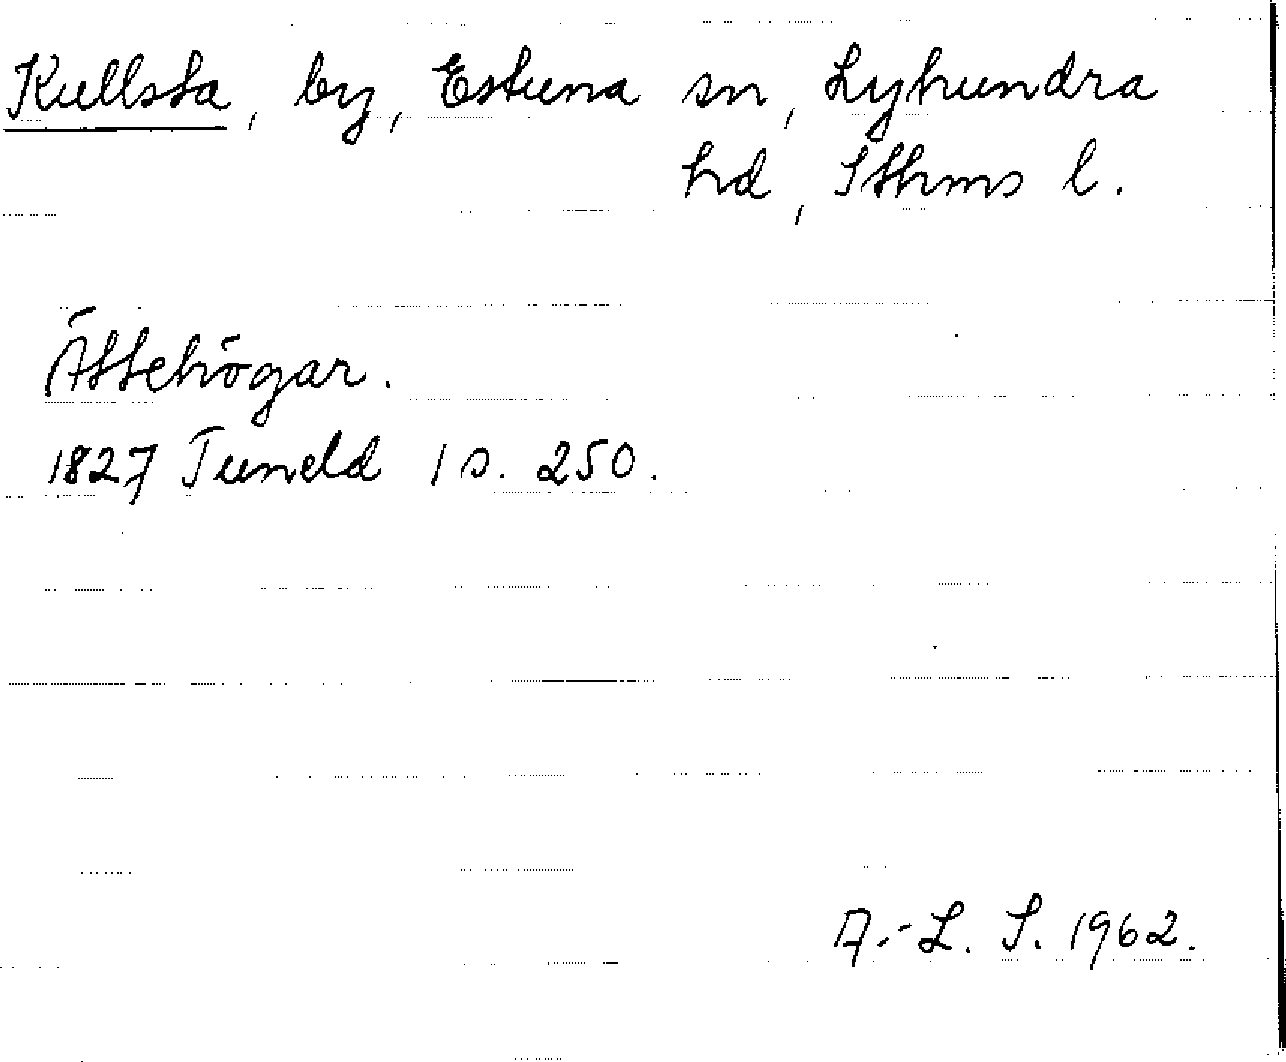 Kullsta, by, Estuna sn, Lyhundra
hd, Sthms l.
Ättehögar.
1827 Tuneld 1 s. 250.
A.-L. S. 1962.